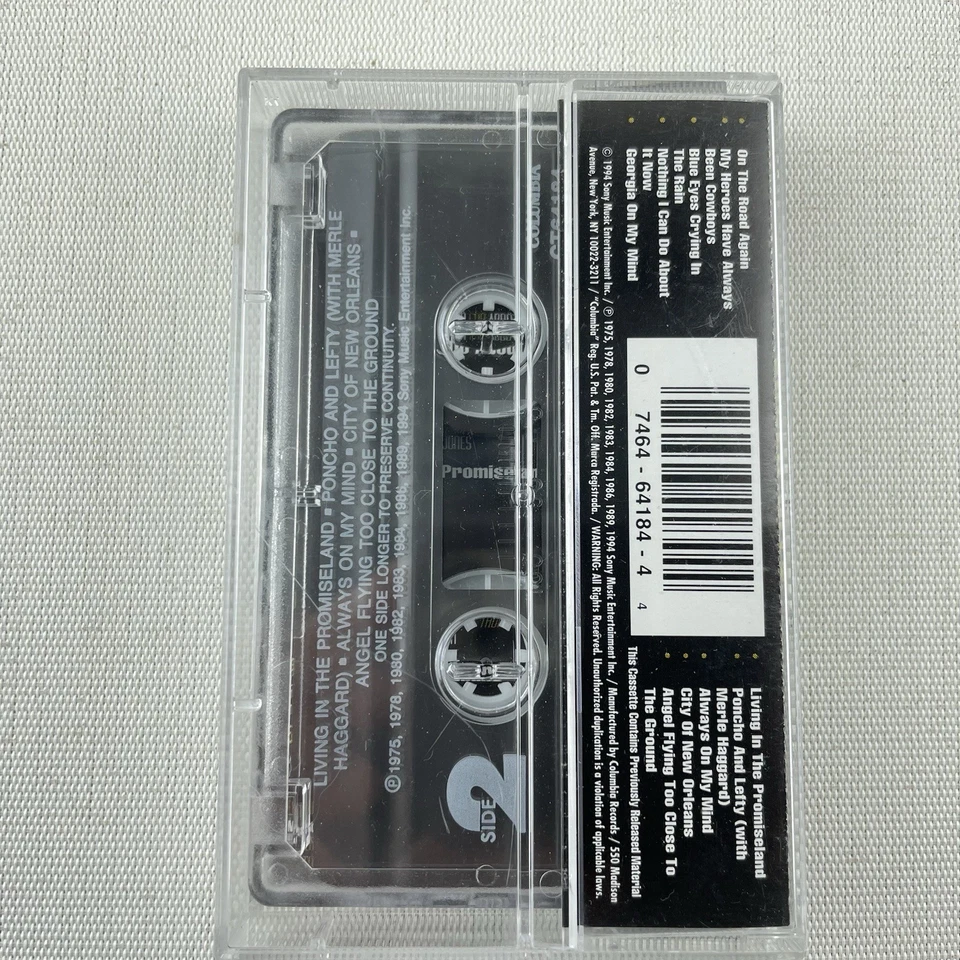 On The Road Again
My Heroes Have Always
Been Cowboys
Blue Eyes Crying In
The Rain
Nothing I Can Do About
It Now
Georgia On My Mind
0 7464-64184-4 4
Living In The Promiseland
Poncho And Lefty (with
Merle Haggard)
Always On My Mind
City Of New Orleans
Angel Flying Too Close To
The Ground
This Cassette Contains Previously Released Material
© 1994 Sony Music Entertainment Inc. / ℗ 1975, 1978, 1980, 1982, 1983, 1984, 1986, 1989, 1994 Sony Music Entertainment Inc. / Manufactured by Columbia Records / 550 Madison
Avenue, New York, NY 10022-3211 / "Columbia" Reg. U.S. Pat. & Tm. Off. Marca Registrada. / WARNING: All Rights Reserved. Unauthorized duplication is a violation of applicable laws.
SIDE 2
LIVING IN THE PROMISELAND ▪ PONCHO AND LEFTY (WITH MERLE
HAGGARD) ▪ ALWAYS ON MY MIND ▪ CITY OF NEW ORLEANS ▪
ANGEL FLYING TOO CLOSE TO THE GROUND
ONE SIDE LONGER TO PRESERVE CONTINUITY.
℗ 1975, 1978, 1980, 1982, 1983, 1984, 1986, 1989, 1994 Sony Music Entertainment Inc.
JONES